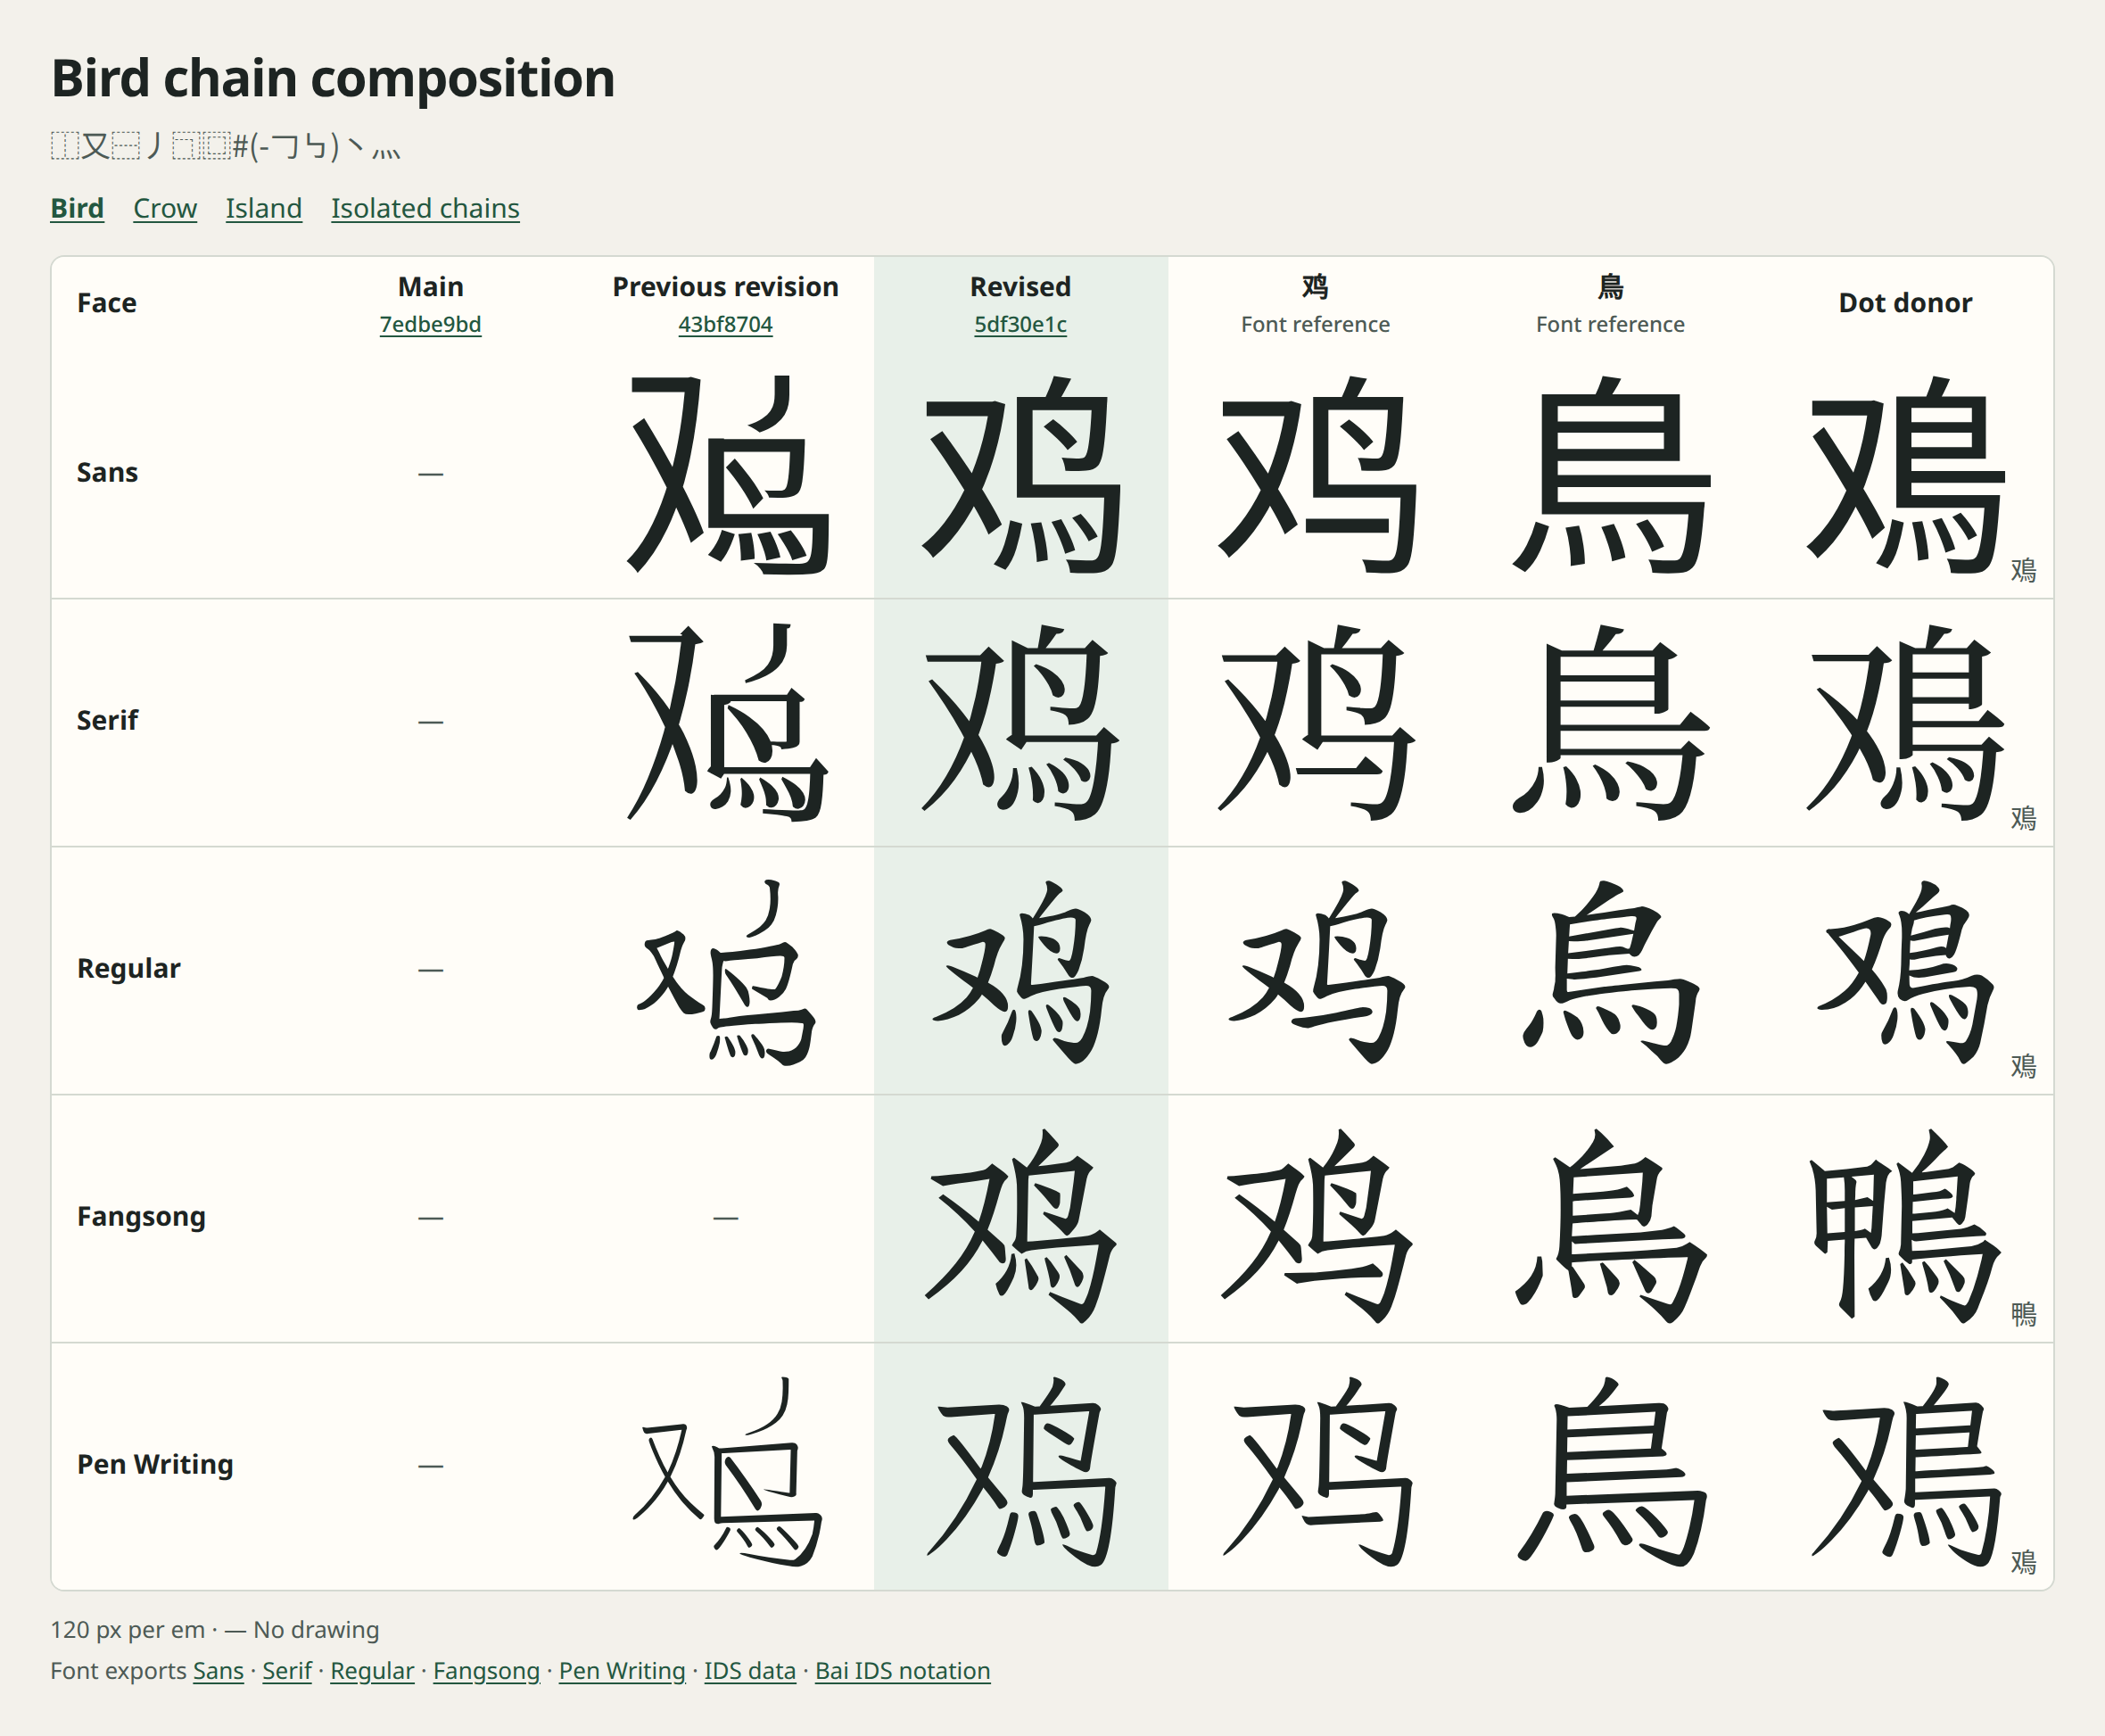 Bird chain composition
⿰又⿱丿⿹⿴#(-㇆㇉)丶灬
Bird Crow Island Isolated chains
Face Main Previous revision Revised 鸡 鳥 Dot donor
7edbe9bd 43bf8704 5df30e1c Font reference Font reference
Sans — 鸡 鳥 鳮 鳮
Serif — 鸡 鳥 鳮 鳮
Regular — 鸡 鳥 鳮 鳮
Fangsong — — 鸡 鳥 鴨 鴨
Pen Writing — 鸡 鳥 鳮 鳮
120 px per em · — No drawing
Font exports Sans · Serif · Regular · Fangsong · Pen Writing · IDS data · Bai IDS notation